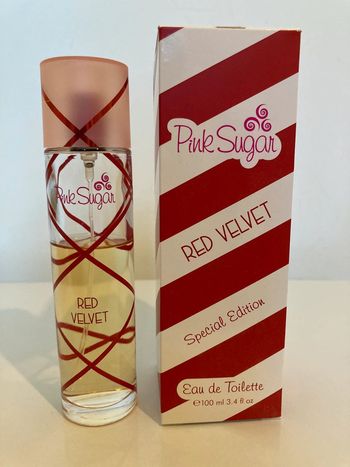 Pink Sugar
RED
VELVET
Pink Sugar
RED VELVET
Special Edition
Eau de Toilette
℮100 ml 3.4 fl oz